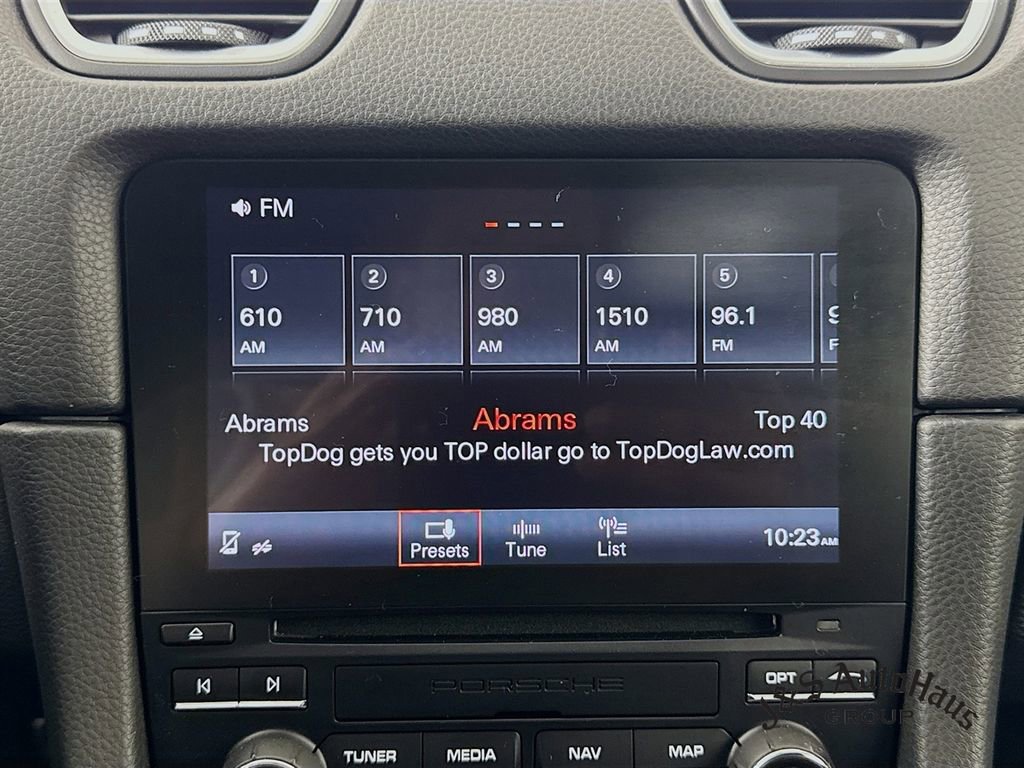 FM
1 2 3 4 5
610 710 980 1510 96.1 9
AM AM AM AM FM F
Abrams Abrams Top 40
TopDog gets you TOP dollar go to TopDogLaw.com
Presets Tune List 10:23AM
OPT
PORSCHE
AutoHaus
GROUP
TUNER MEDIA NAV MAP